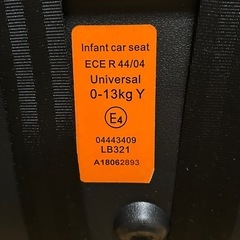 Infant car seat
ECE R 44/04
Universal
0-13kg Y
E4
04443409
LB321
A18062893